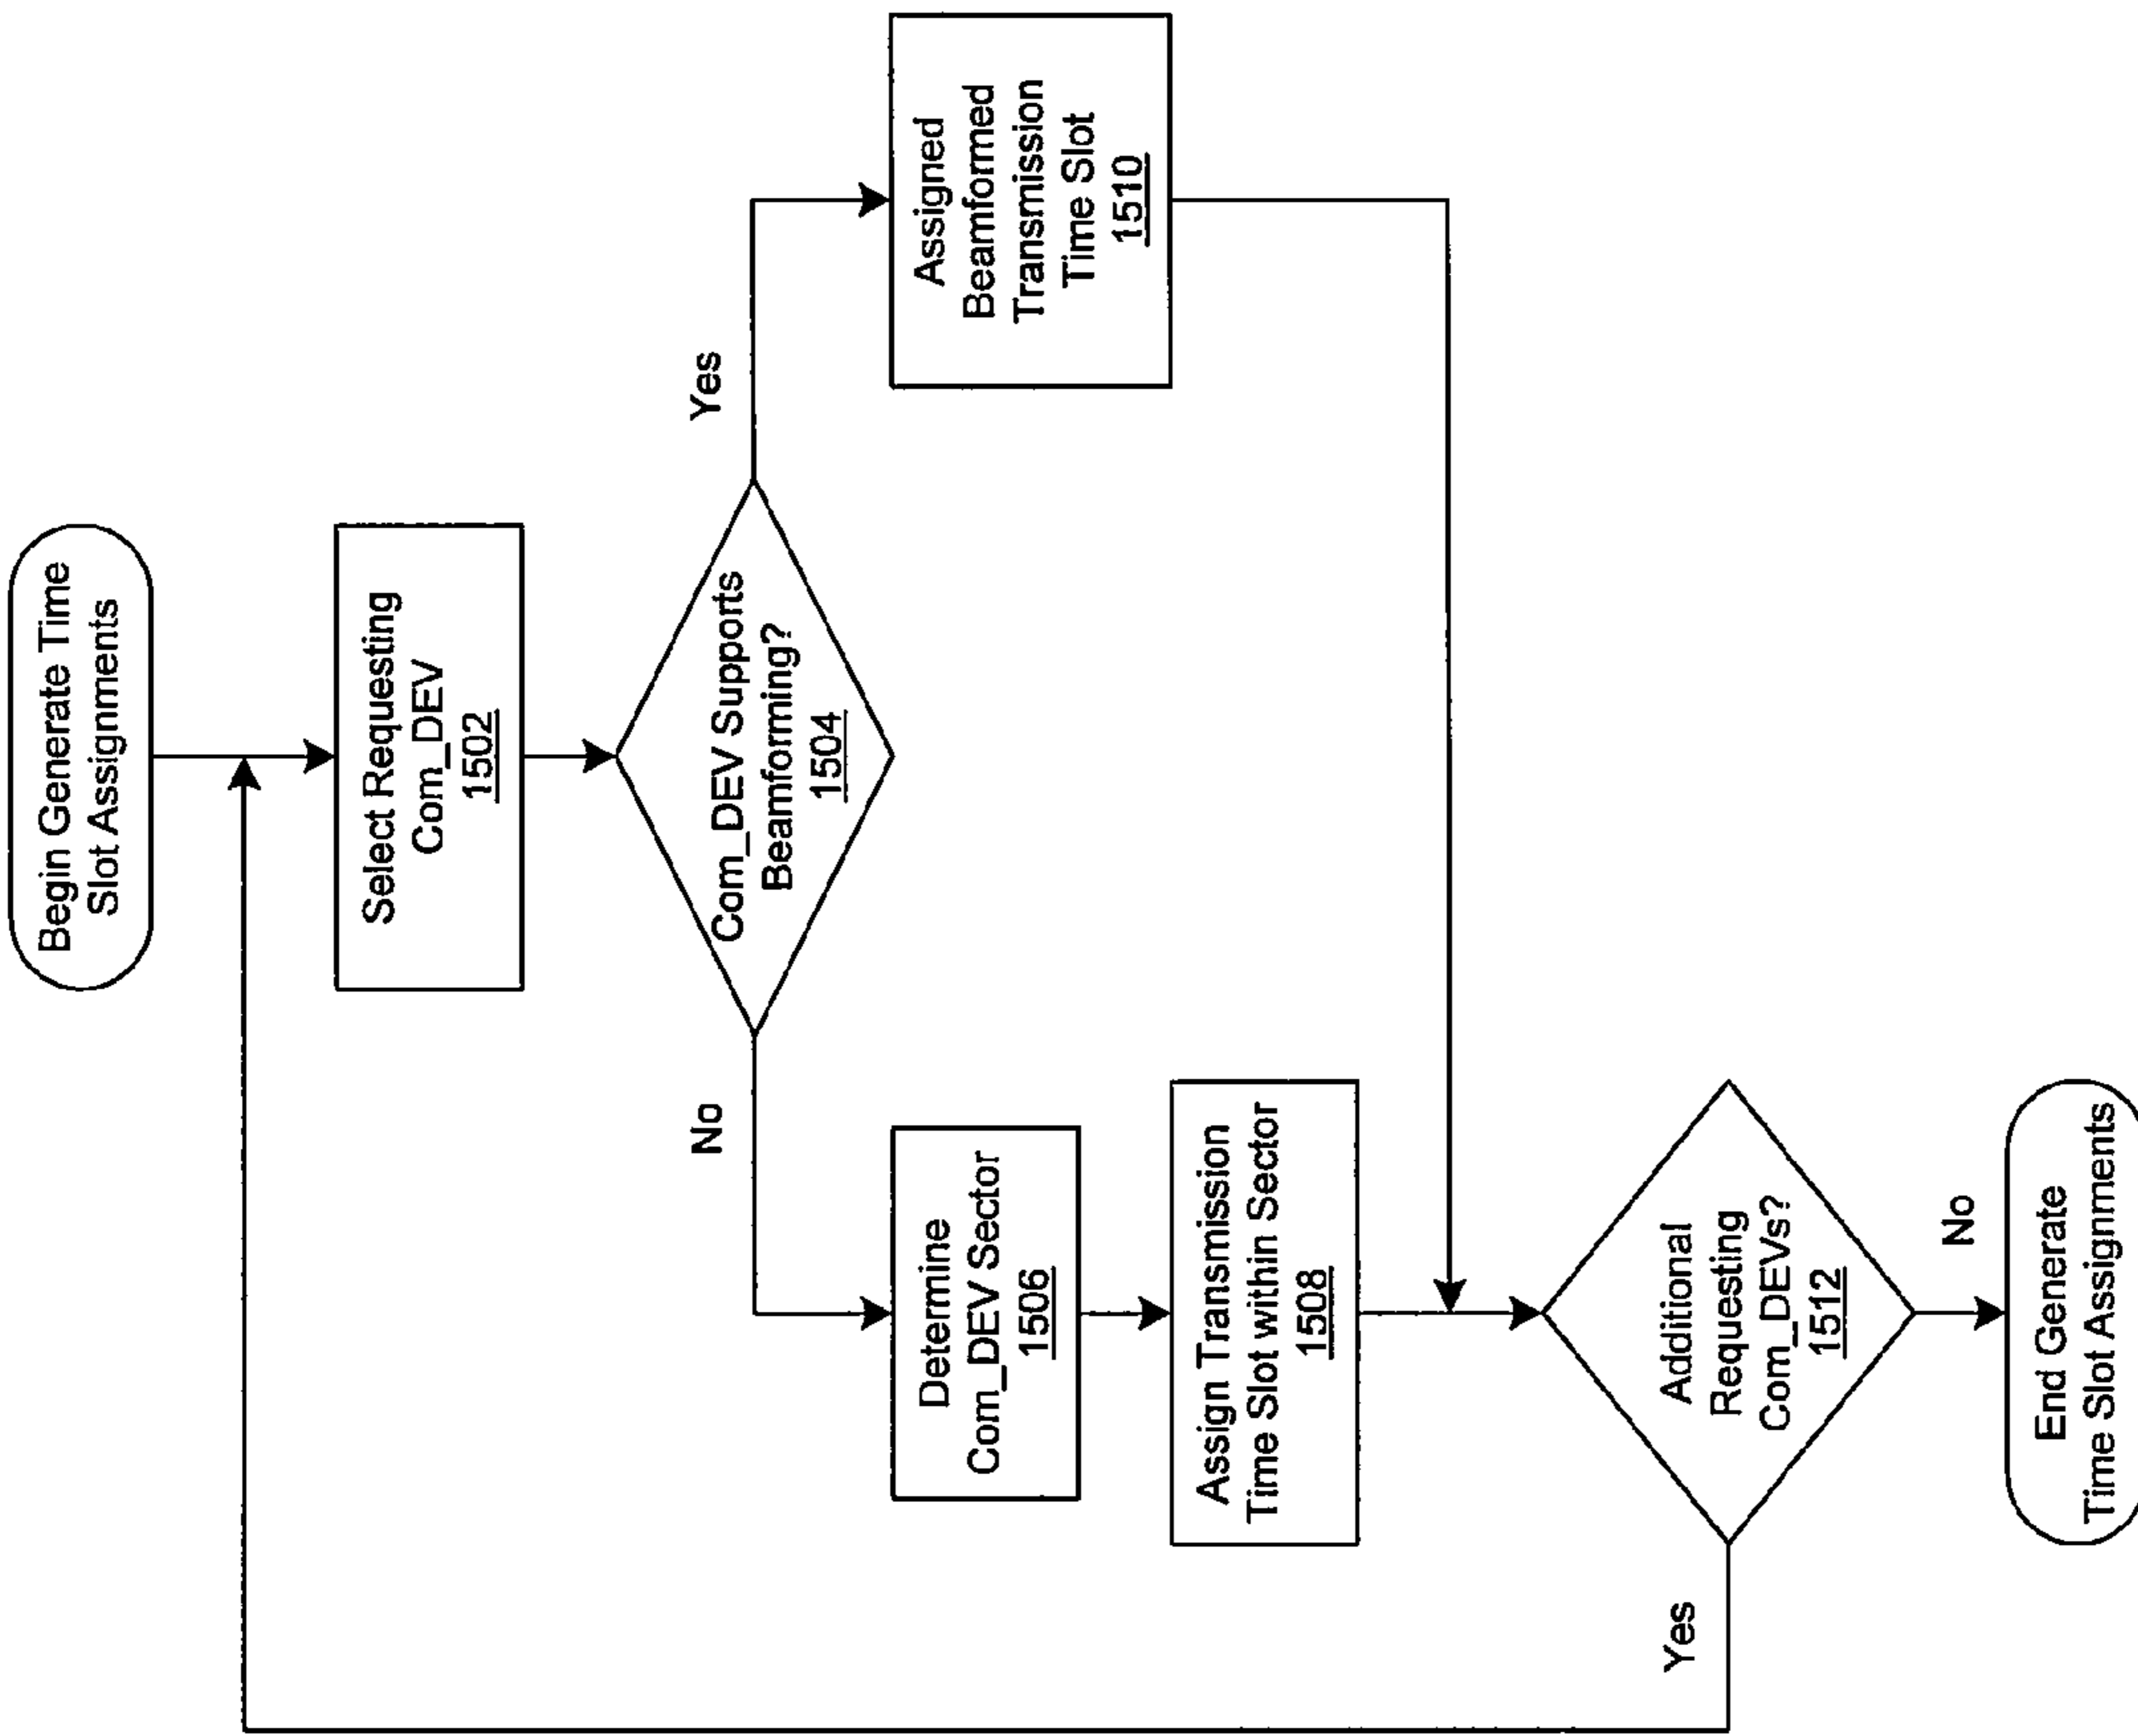 Begin Generate Time
Slot Assignments
Select Requesting
Com_DEV
1502
Com_DEV Supports
Beamforming?
1504
No
Yes
Determine
Com_DEV Sector
1506
Assigned
Beamformed
Transmission
Time Slot
1510
Assign Transmission
Time Slot within Sector
1508
Yes
Additional
Requesting
Com_DEVs?
1512
No
End Generate
Time Slot Assignments